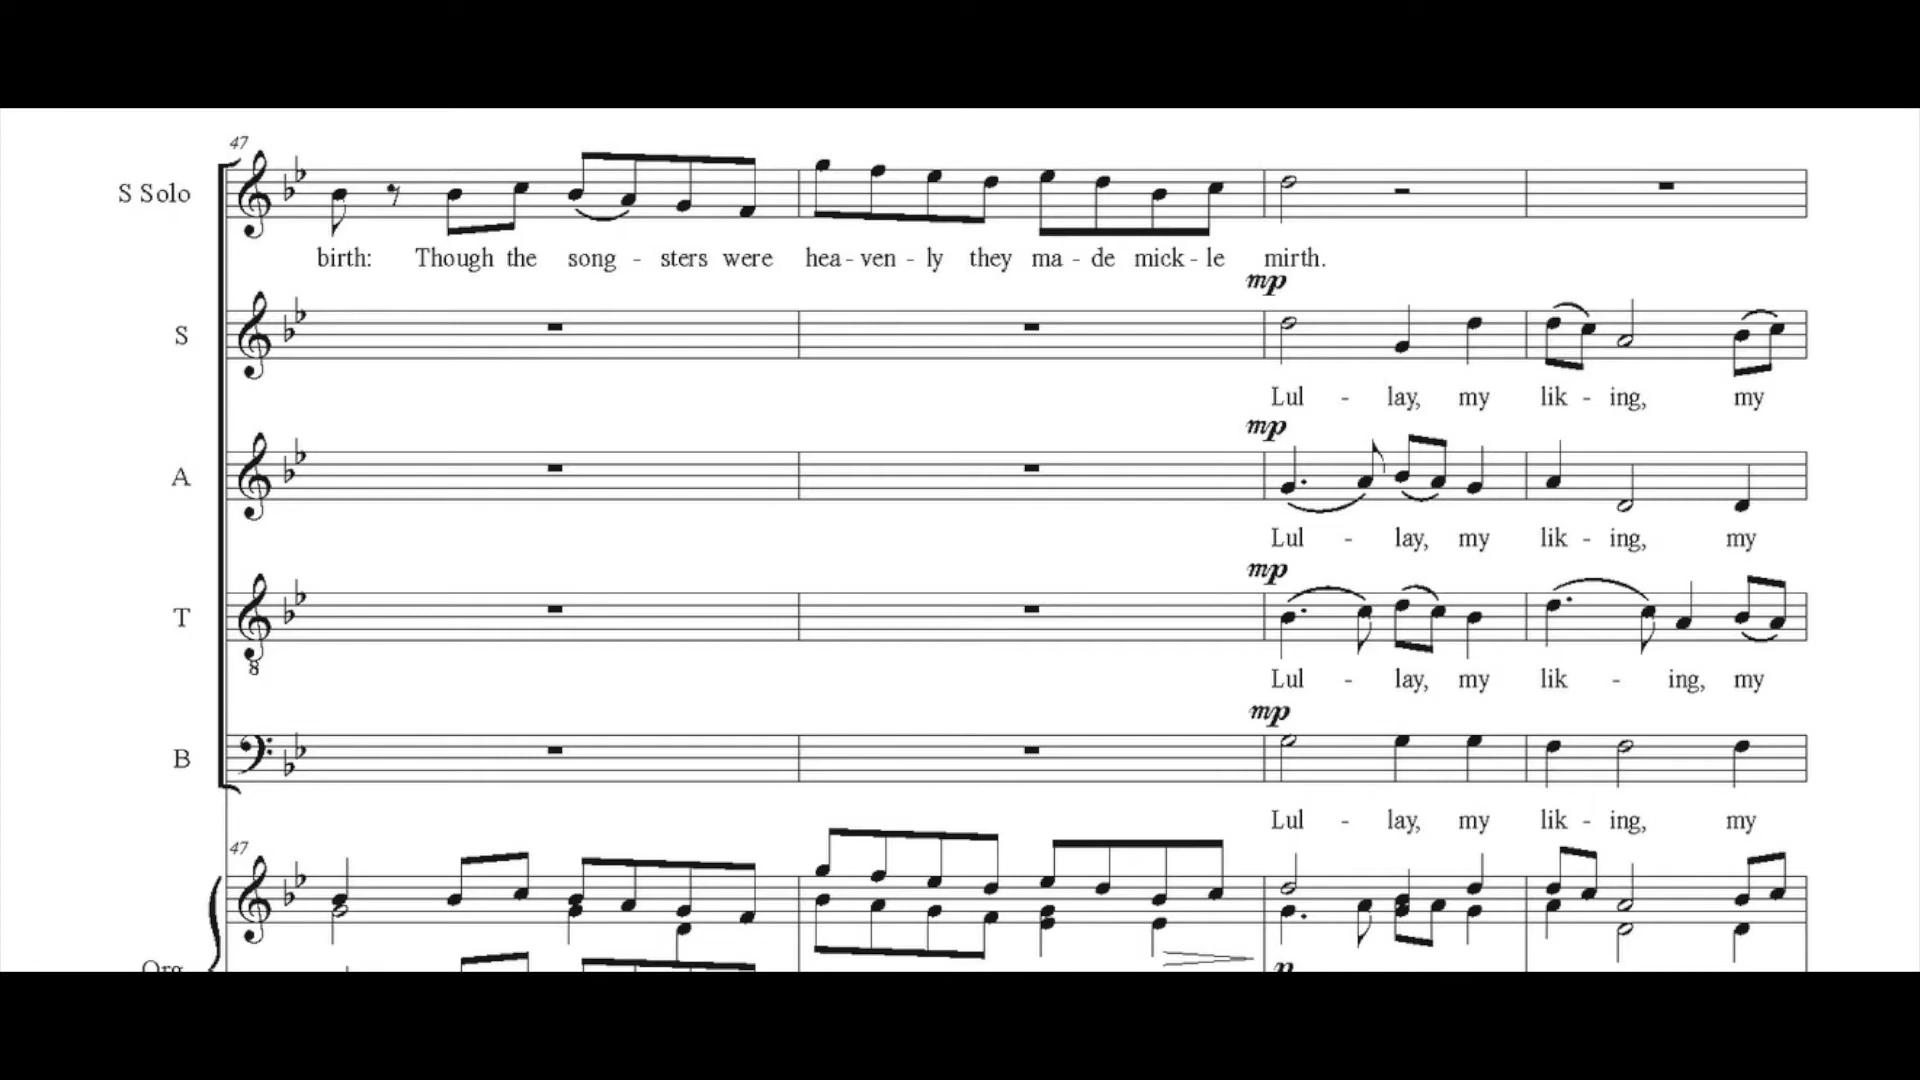 47
S Solo
birth: Though the song - sters were hea - ven - ly they ma - de mick - le mirth.
mp
S
Lul - lay, my lik - ing, my
mp
A
Lul - lay, my lik - ing, my
mp
T
8
Lul - lay, my lik - ing, my
mp
B
Lul - lay, my lik - ing, my
47
Org
p